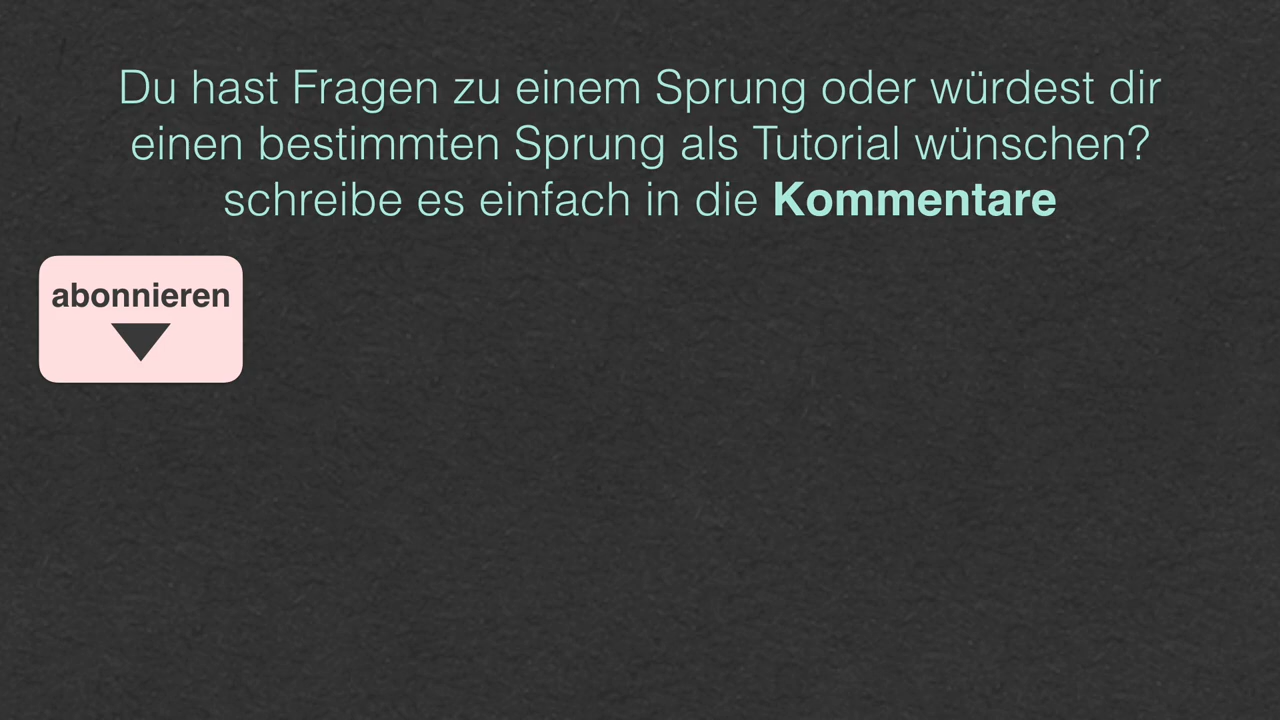 Du hast Fragen zu einem Sprung oder würdest dir
einen bestimmten Sprung als Tutorial wünschen?
schreibe es einfach in die Kommentare
abonnieren